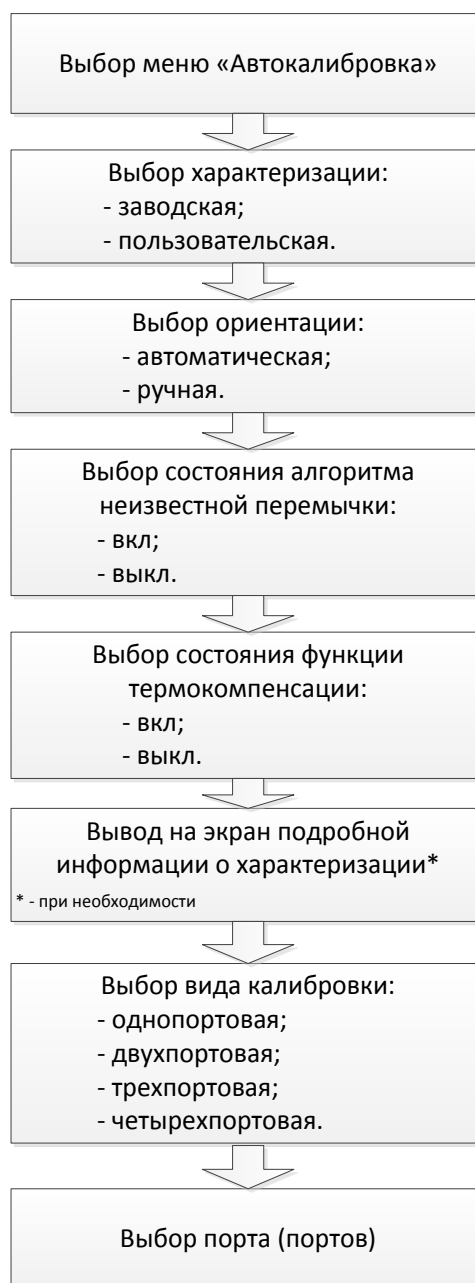 Выбор меню «Автокалибровка»
Выбор характеризации:
- заводская;
- пользовательская.
Выбор ориентации:
- автоматическая;
- ручная.
Выбор состояния алгоритма
неизвестной перемычки:
- вкл;
- выкл.
Выбор состояния функции
термокомпенсации:
- вкл;
- выкл.
Вывод на экран подробной
информации о характеризации*
* - при необходимости
Выбор вида калибровки:
- однопортовая;
- двухпортовая;
- трехпортовая;
- четырехпортовая.
Выбор порта (портов)